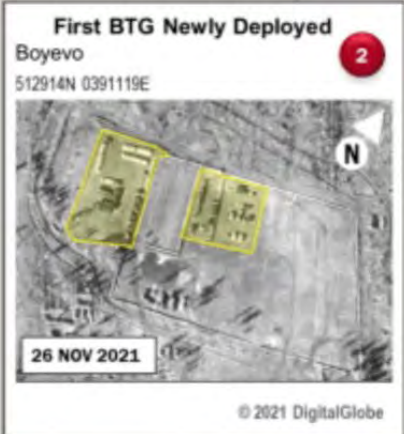 First BTG Newly Deployed
Boyevo
2
512914N 0391119E
N
26 NOV 2021
© 2021 DigitalGlobe